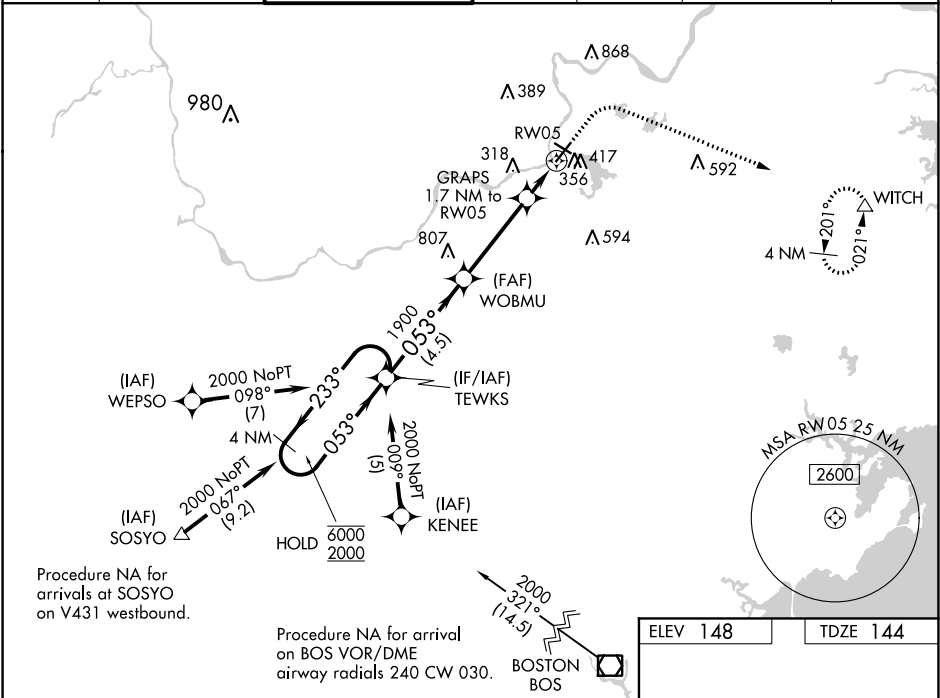 868
980
389
RW05
318
417
356
592
GRAPS
1.7 NM to
RW05
WITCH
201°
021°
4 NM
807
594
(FAF)
WOBMU
1900
053°
(4.5)
(IAF)
WEPSO
2000 NoPT
098°
(7)
233°
053°
(IF/IAF)
TEWKS
4 NM
2000 NoPT
067°
(9.2)
2000 NoPT
009°
(5)
(IAF)
SOSYO
(IAF)
KENEE
HOLD
6000
2000
MSA RW05 25 NM
2600
Procedure NA for
arrivals at SOSYO
on V431 westbound.
2000
321°
(14.5)
Procedure NA for arrival
on BOS VOR/DME
airway radials 240 CW 030.
BOSTON
BOS
ELEV 148
TDZE 144